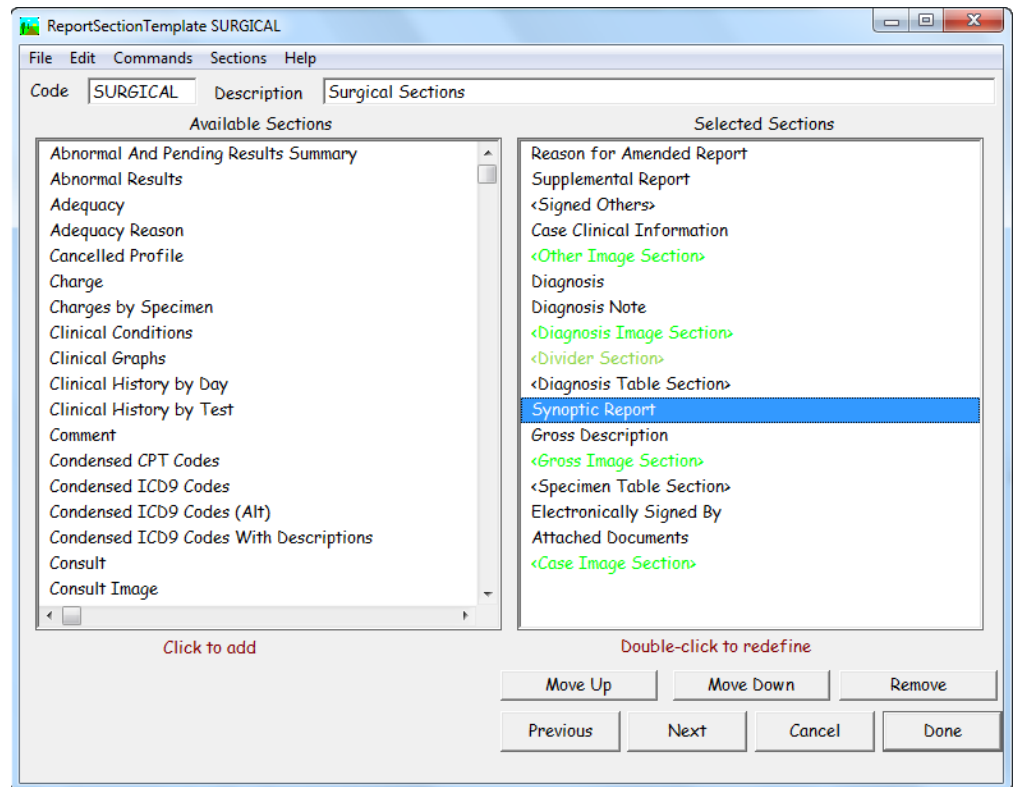 ReportSectionTemplate SURGICAL
File Edit Commands Sections Help
Code SURGICAL Description Surgical Sections
Available Sections
Abnormal And Pending Results Summary
Abnormal Results
Adequacy
Adequacy Reason
Cancelled Profile
Charge
Charges by Specimen
Clinical Conditions
Clinical Graphs
Clinical History by Day
Clinical History by Test
Comment
Condensed CPT Codes
Condensed ICD9 Codes
Condensed ICD9 Codes (Alt)
Condensed ICD9 Codes With Descriptions
Consult
Consult Image
Click to add
Selected Sections
Reason for Amended Report
Supplemental Report
<Signed Others>
Case Clinical Information
<Other Image Section>
Diagnosis
Diagnosis Note
<Diagnosis Image Section>
<Divider Section>
<Diagnosis Table Section>
Synoptic Report
Gross Description
<Gross Image Section>
<Specimen Table Section>
Electronically Signed By
Attached Documents
<Case Image Section>
Double-click to redefine
Move Up Move Down Remove
Previous Next Cancel Done